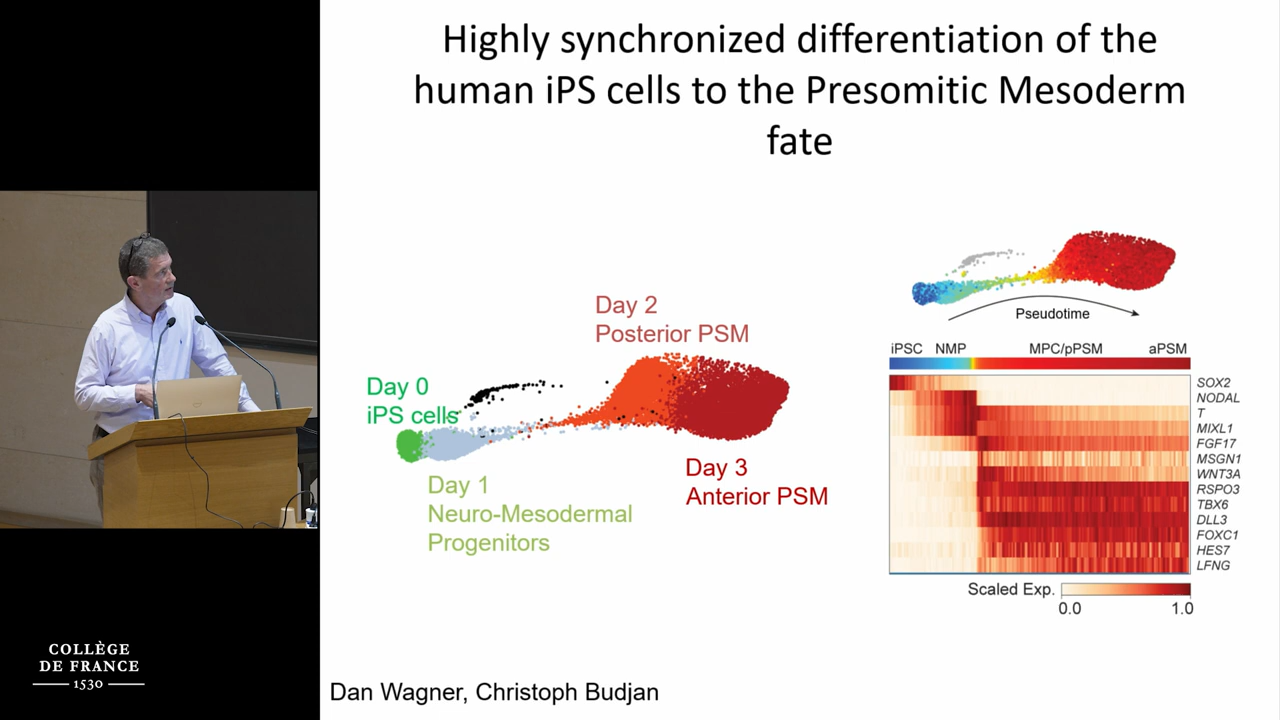 Highly synchronized differentiation of the
human iPS cells to the Presomitic Mesoderm
fate
Day 2
Posterior PSM
Day 0
iPS cells
Day 1
Neuro-Mesodermal
Progenitors
Day 3
Anterior PSM
Pseudotime
iPSC NMP MPC/pPSM aPSM
SOX2
NODAL
T
MIXL1
FGF17
MSGN1
WNT3A
RSPO3
TBX6
DLL3
FOXC1
HES7
LFNG
Scaled Exp.
0.0 1.0
Dan Wagner, Christoph Budjan
COLLÈGE
DE FRANCE
1530